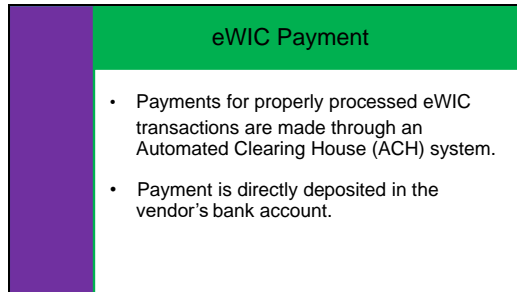 eWIC Payment
• Payments for properly processed eWIC
transactions are made through an
Automated Clearing House (ACH) system.
• Payment is directly deposited in the
vendor's bank account.